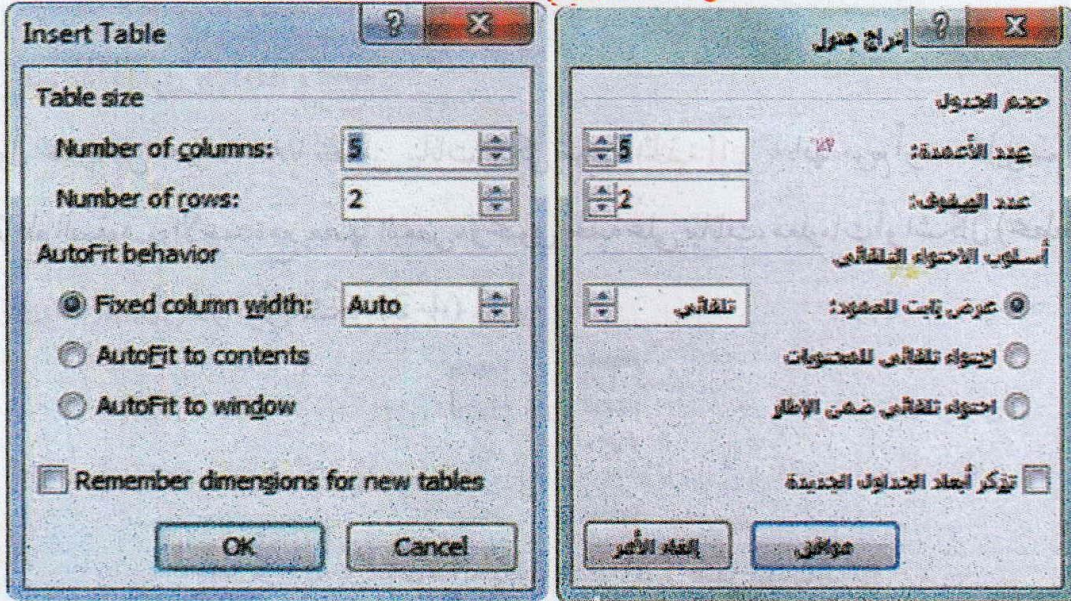 Insert Table
Table size
Number of columns: 5
Number of rows: 2
AutoFit behavior
Fixed column width: Auto
AutoFit to contents
AutoFit to window
Remember dimensions for new tables
OK Cancel
إدراج جدول
حجم الجدول
عدد الأعمدة: 5
عدد الصفوف: 2
أسلوب الاحتواء التلقائي
عرض ثابت للعمود: تلقائي
احتواء تلقائي للمحتويات
احتواء تلقائي ضمن الإطار
تذكر أبعاد الجداول الجديدة
موافق إلغاء الأمر